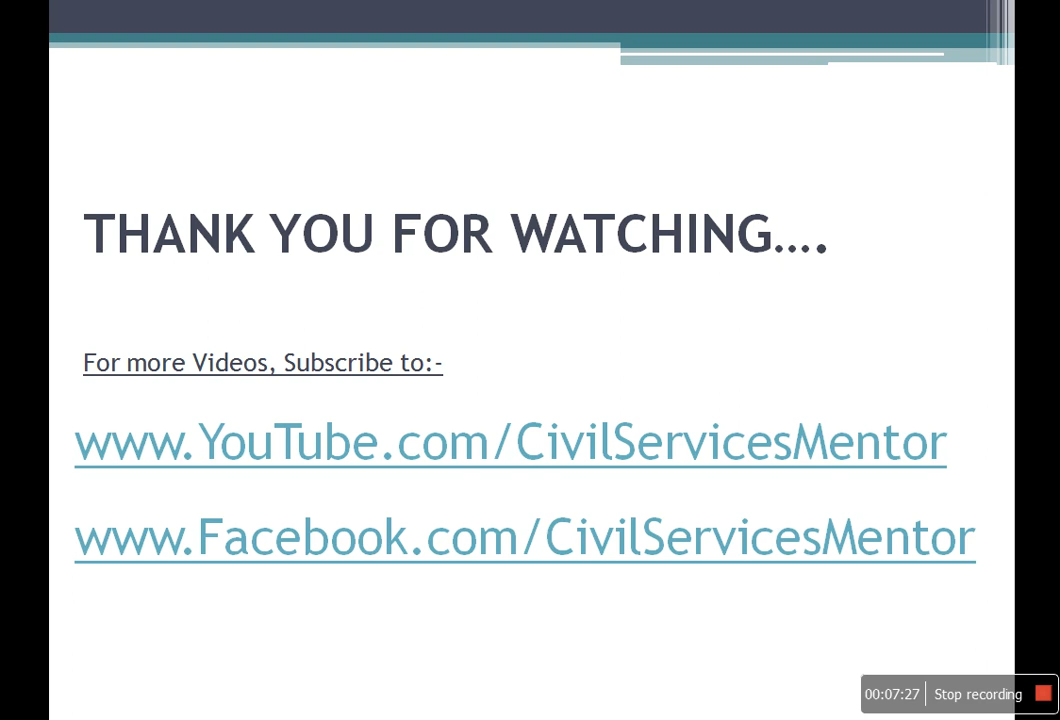 THANK YOU FOR WATCHING....
For more Videos, Subscribe to:-
www.YouTube.com/CivilServicesMentor
www.Facebook.com/CivilServicesMentor
00:07:27 Stop recording